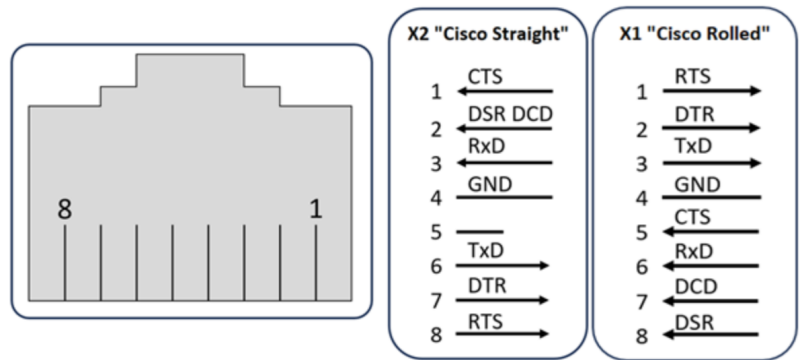 8 1
X2 "Cisco Straight"
1 CTS
2 DSR DCD
3 RxD
4 GND
5
6 TxD
7 DTR
8 RTS
X1 "Cisco Rolled"
1 RTS
2 DTR
3 TxD
4 GND
5 CTS
6 RxD
7 DCD
8 DSR